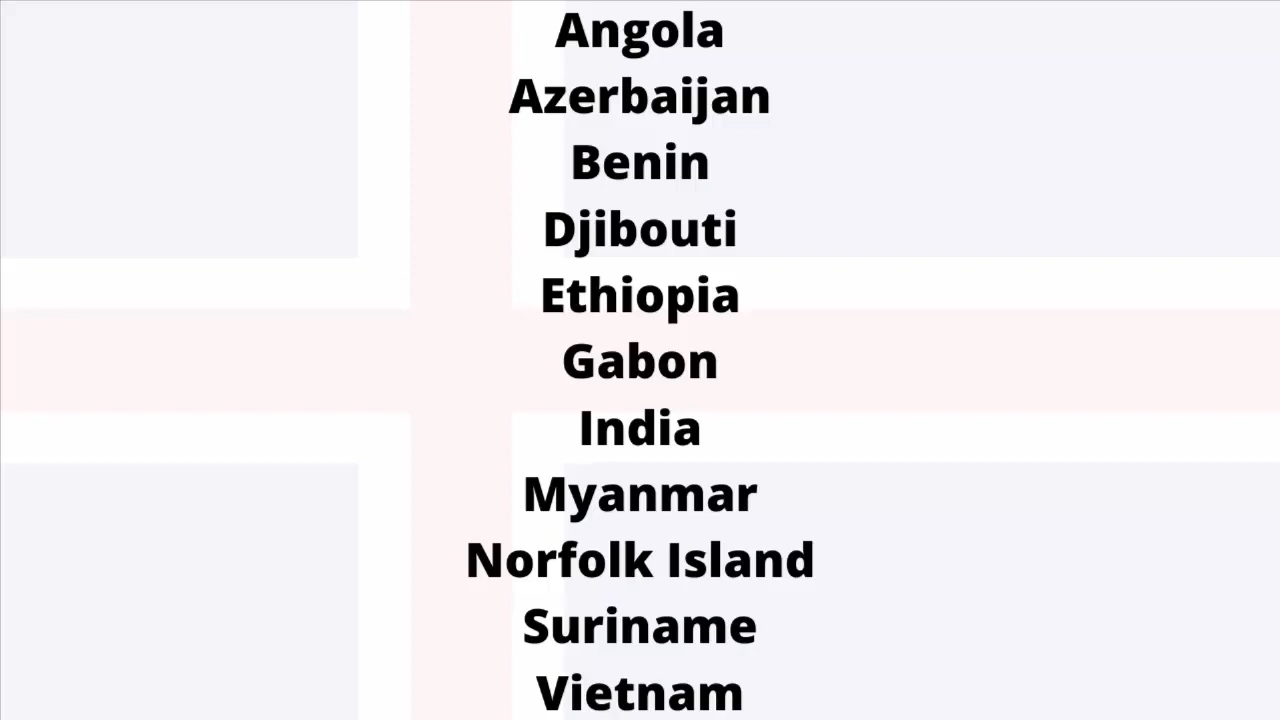 Angola
Azerbaijan
Benin
Djibouti
Ethiopia
Gabon
India
Myanmar
Norfolk Island
Suriname
Vietnam